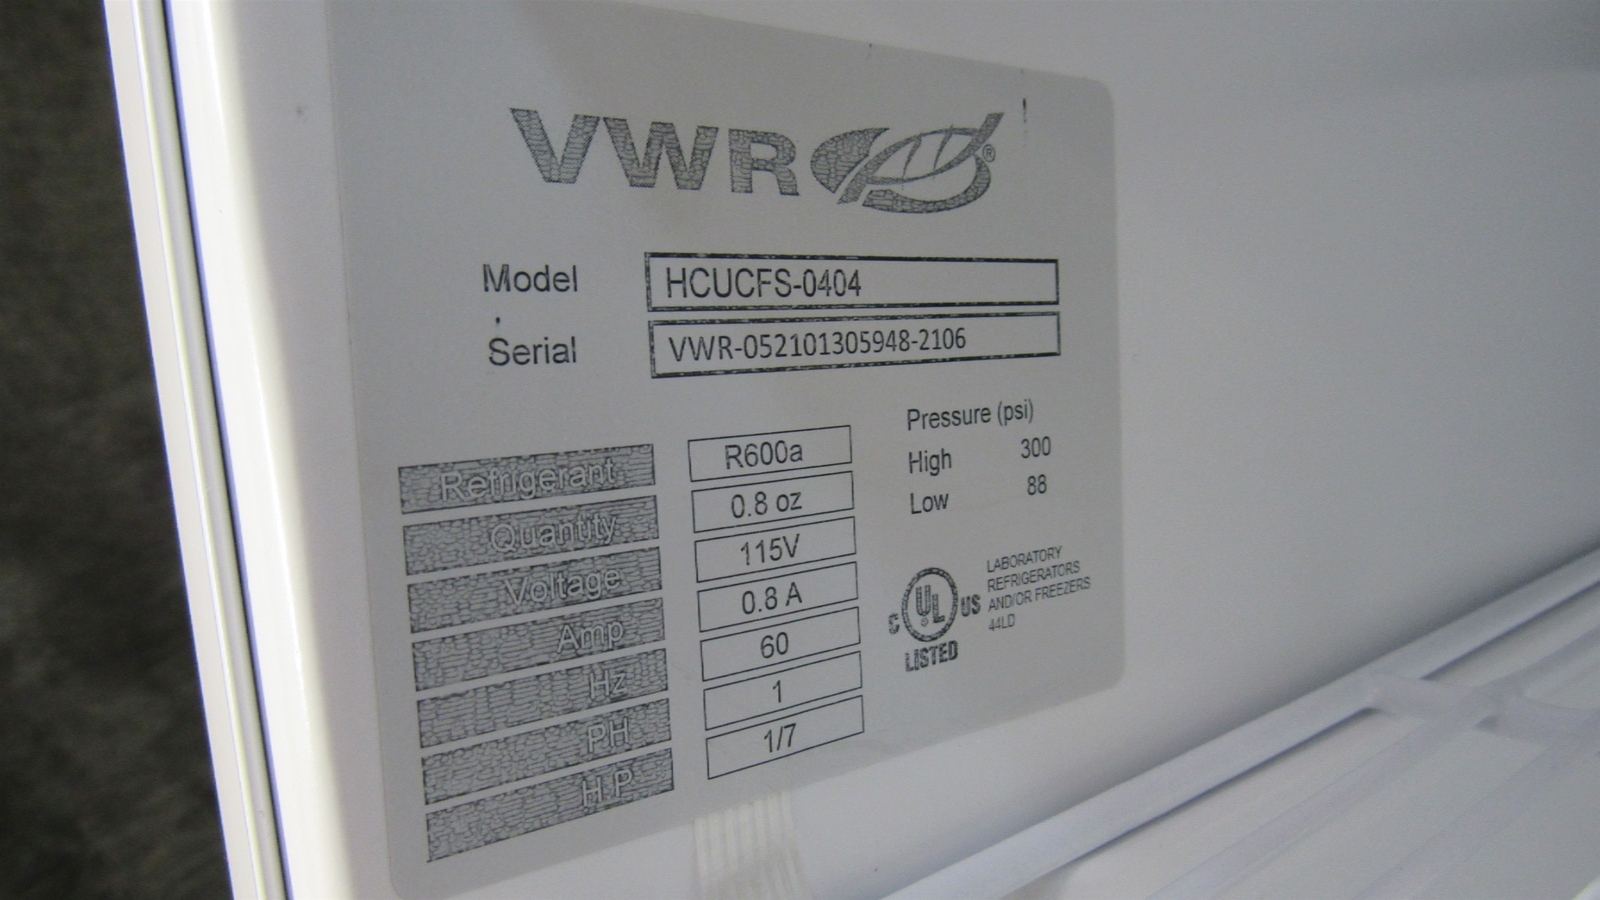 VWR®
Model HCUCFS-0404
Serial VWR-052101305948-2106
Refrigerant R600a
Quantity 0.8 oz
Voltage 115V
Amp 0.8 A
Hz 60
PH 1
H.P 1/7
Pressure (psi)
High 300
Low 88
C UL US
LISTED
LABORATORY
REFRIGERATORS
AND/OR FREEZERS
44LD